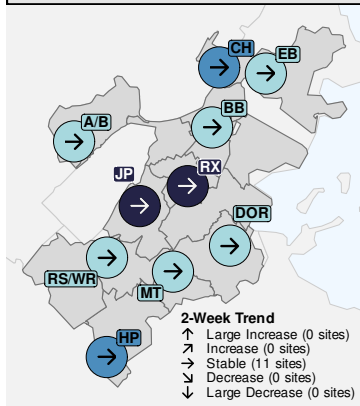 CH
EB
A/B
BB
RX
JP
DOR
RS/WR
MT
HP
2-Week Trend
↑ Large Increase (0 sites)
↗ Increase (0 sites)
→ Stable (11 sites)
↘ Decrease (0 sites)
↓ Large Decrease (0 sites)